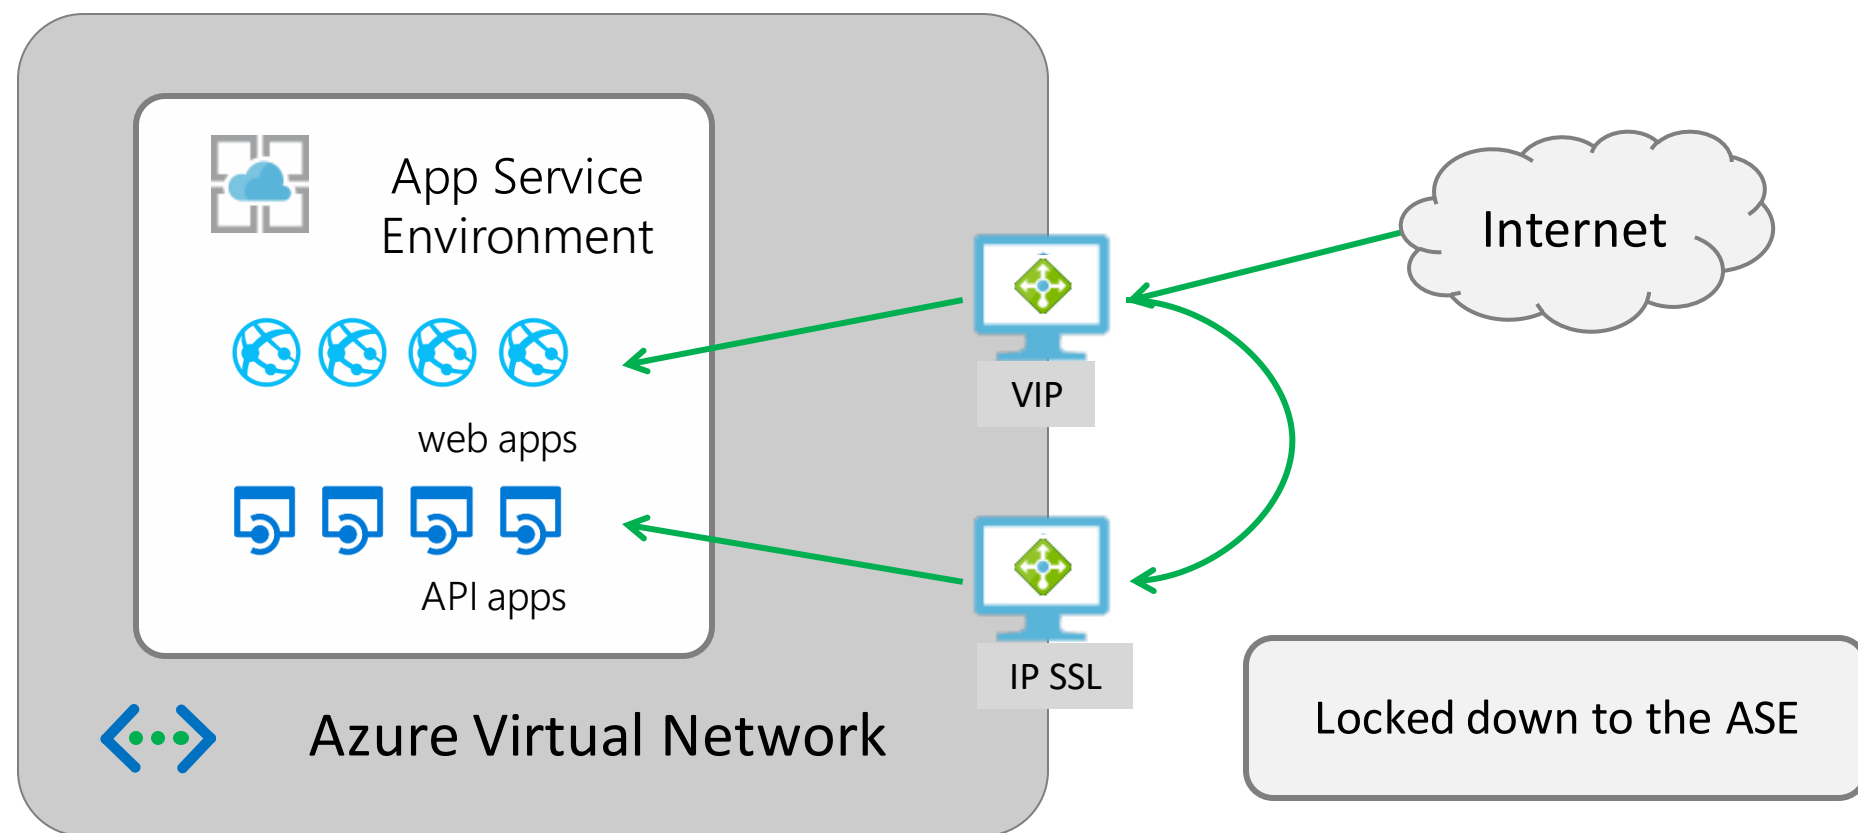 App Service
Environment
Internet
VIP
web apps
API apps
IP SSL
Azure Virtual Network
Locked down to the ASE